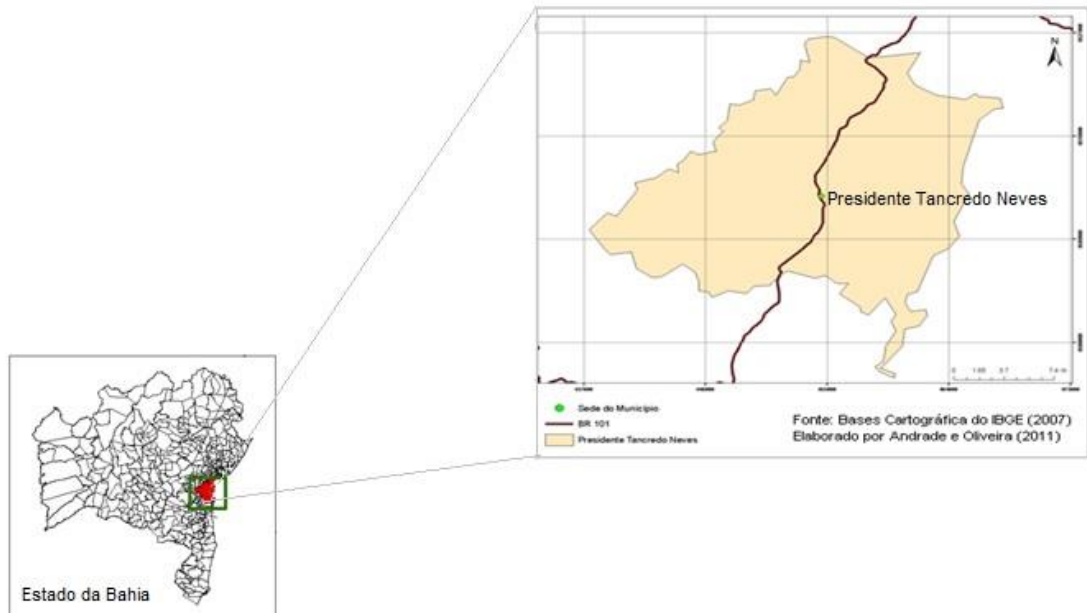 N
Presidente Tancredo Neves
Sede do Município
BR 101
Presidente Tancredo Neves
Fonte: Bases Cartográfica do IBGE (2007)
Elaborado por Andrade e Oliveira (2011)
Estado da Bahia